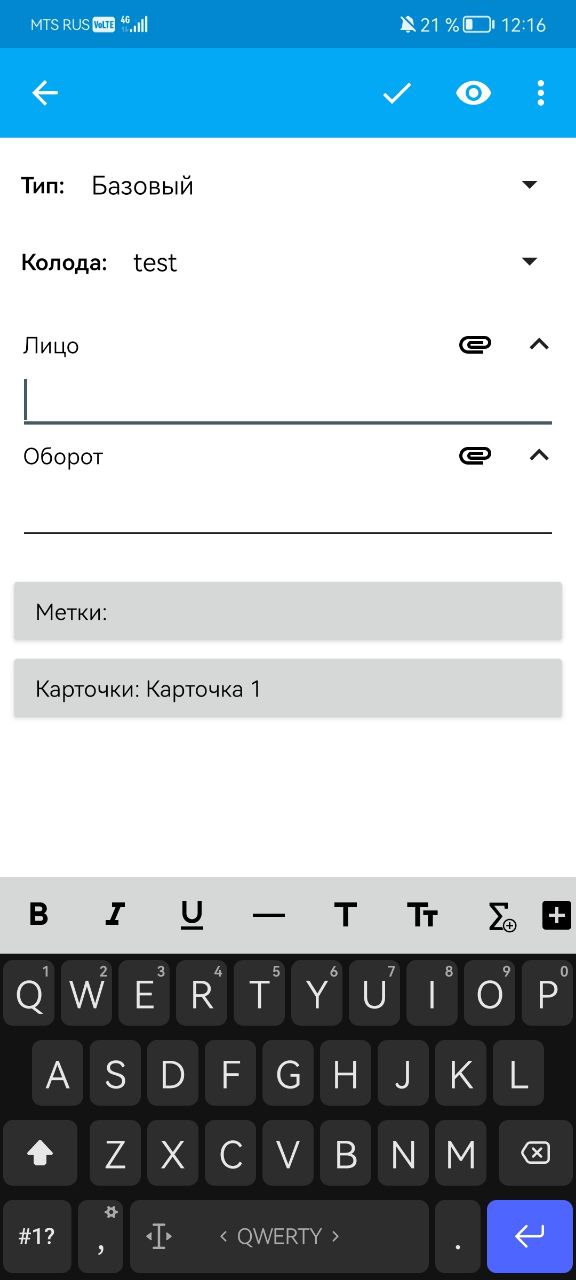 MTS RUS VoLTE 4G 21 % 12:16
Тип: Базовый
Колода: test
Лицо
Оборот
Метки:
Карточки: Карточка 1
B I U — T Tт Σ
1 2 3 4 5 6 7 8 9 0
Q W E R T Y U I O P
A S D F G H J K L
Z X C V B N M
#1? , < QWERTY > .